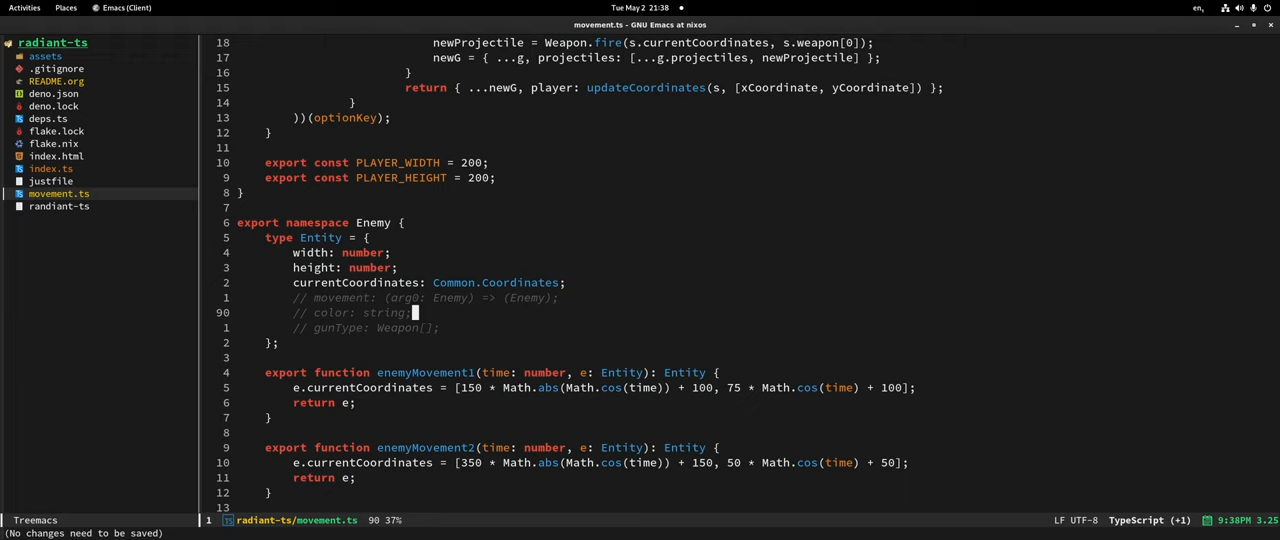 Activities Places Emacs (Client) Tue May 2 21:38 en,
movement.ts - GNU Emacs at nixos
radiant-ts
assets
.gitignore
README.org
deno.json
deno.lock
deps.ts
flake.lock
flake.nix
index.html
index.ts
justfile
movement.ts
randiant-ts
18 newProjectile = Weapon.fire(s.currentCoordinates, s.weapon[0]);
17 newG = { ...g, projectiles: [...g.projectiles, newProjectile] };
16 }
15 return { ...newG, player: updateCoordinates(s, [xCoordinate, yCoordinate]) };
14 }
13 ))(optionKey);
12 }
11
10 export const PLAYER_WIDTH = 200;
9 export const PLAYER_HEIGHT = 200;
8 }
7
6 export namespace Enemy {
5 type Entity = {
4 width: number;
3 height: number;
2 currentCoordinates: Common.Coordinates;
1 // movement: (arg0: Enemy) => (Enemy);
90 // color: string;
1 // gunType: Weapon[];
2 };
3
4 export function enemyMovement1(time: number, e: Entity): Entity {
5 e.currentCoordinates = [150 * Math.abs(Math.cos(time)) + 100, 75 * Math.cos(time) + 100];
6 return e;
7 }
8
9 export function enemyMovement2(time: number, e: Entity): Entity {
10 e.currentCoordinates = [350 * Math.abs(Math.cos(time)) + 150, 50 * Math.cos(time) + 50];
11 return e;
12 }
13
Treemacs
1 TS radiant-ts/movement.ts 90 37% LF UTF-8 TypeScript (+1) 9:38PM 3.25
(No changes need to be saved)